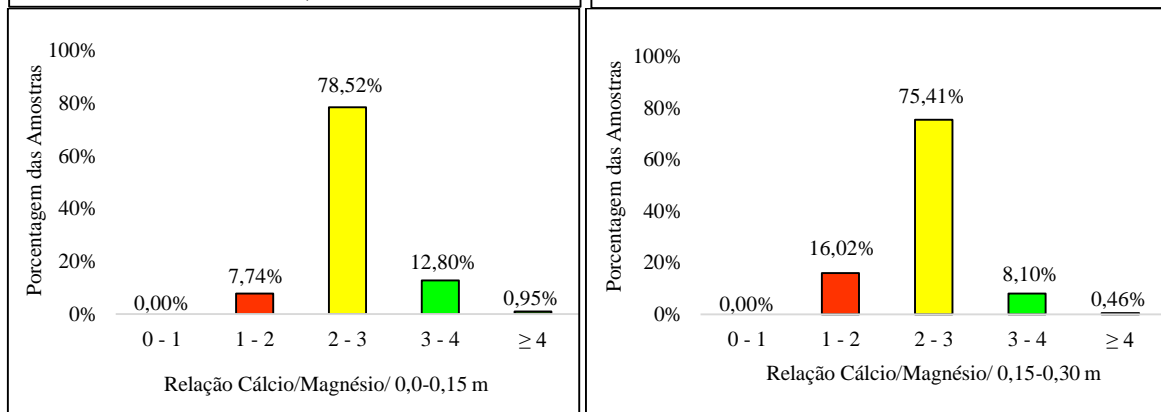 100%
80%
60%
40%
20%
0%
Porcentagem das Amostras
0,00%
7,74%
78,52%
12,80%
0,95%
0 - 1
1 - 2
2 - 3
3 - 4
≥ 4
Relação Cálcio/Magnésio/ 0,0-0,15 m
100%
80%
60%
40%
20%
0%
Porcentagem das Amostras
0,00%
16,02%
75,41%
8,10%
0,46%
0 - 1
1 - 2
2 - 3
3 - 4
≥ 4
Relação Cálcio/Magnésio/ 0,15-0,30 m